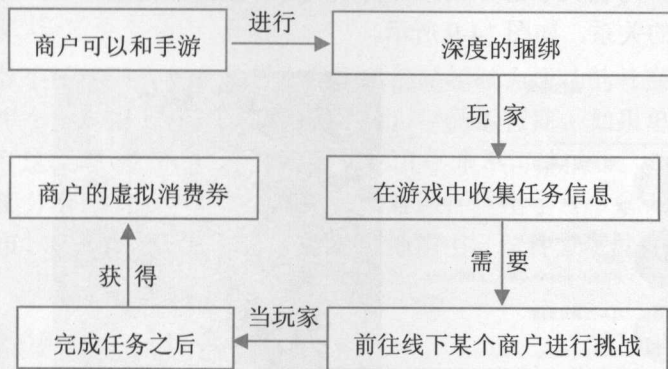 商户可以和手游
进行
深度的捆绑
玩家
在游戏中收集任务信息
需要
前往线下某个商户进行挑战
当玩家
完成任务之后
获得
商户的虚拟消费券